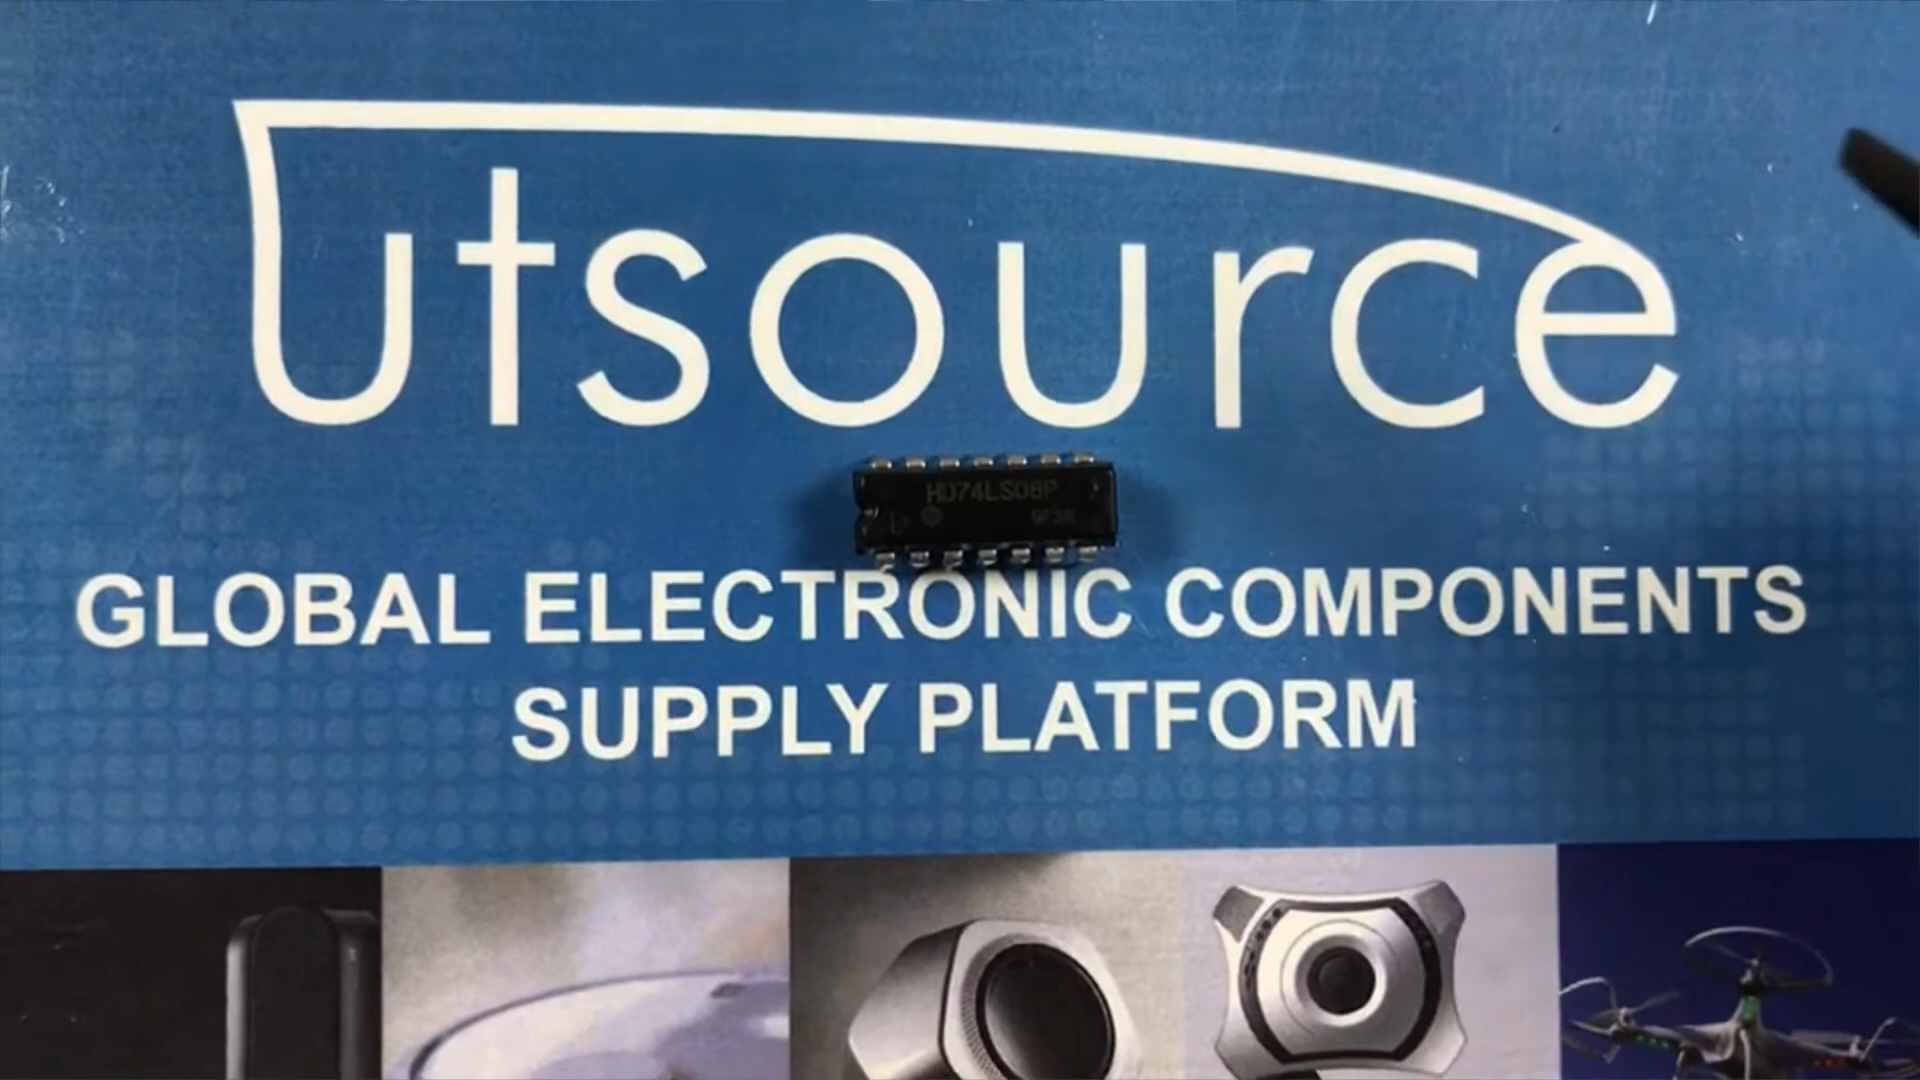 Utsource
HD74LS08P
GLOBAL ELECTRONIC COMPONENTS
SUPPLY PLATFORM